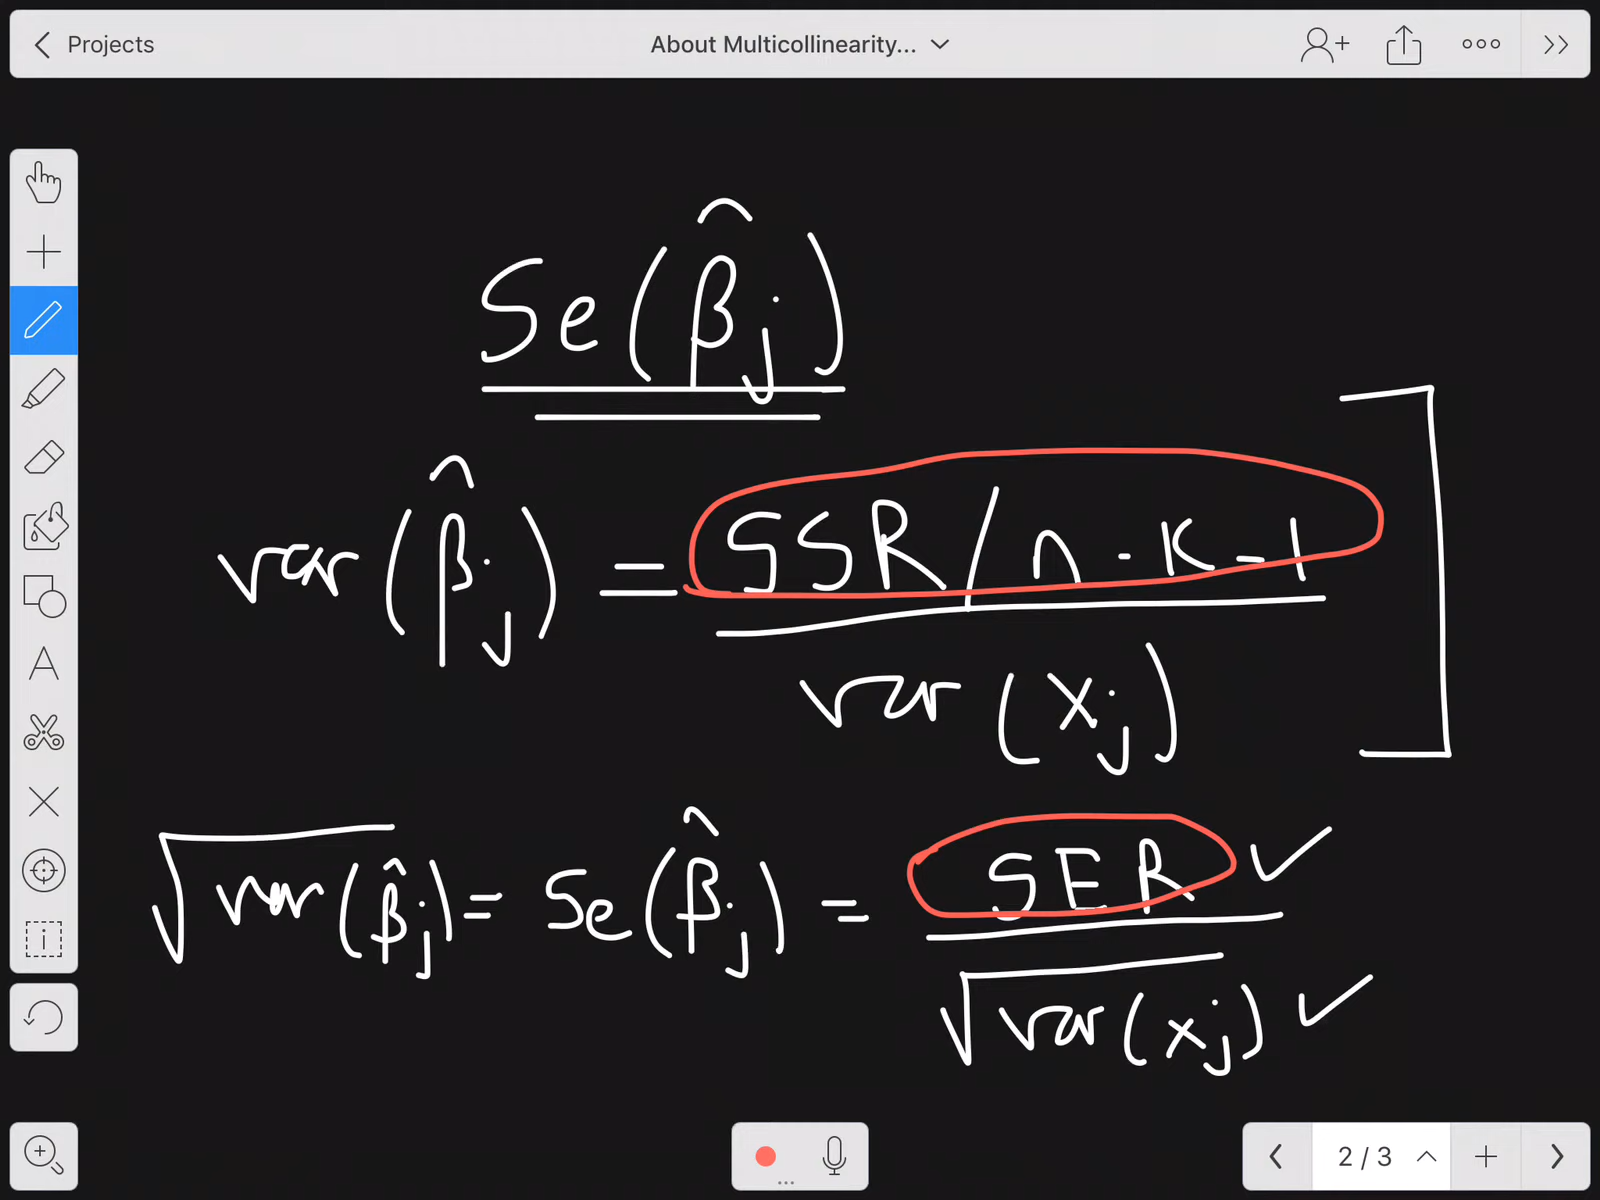 Projects
About Multicollinearity...
Se(β̂j)
var(β̂j) = SSR/n-K-1
var(xj)
√var(β̂j) = Se(β̂j) = SER
√var(xj)
2 / 3